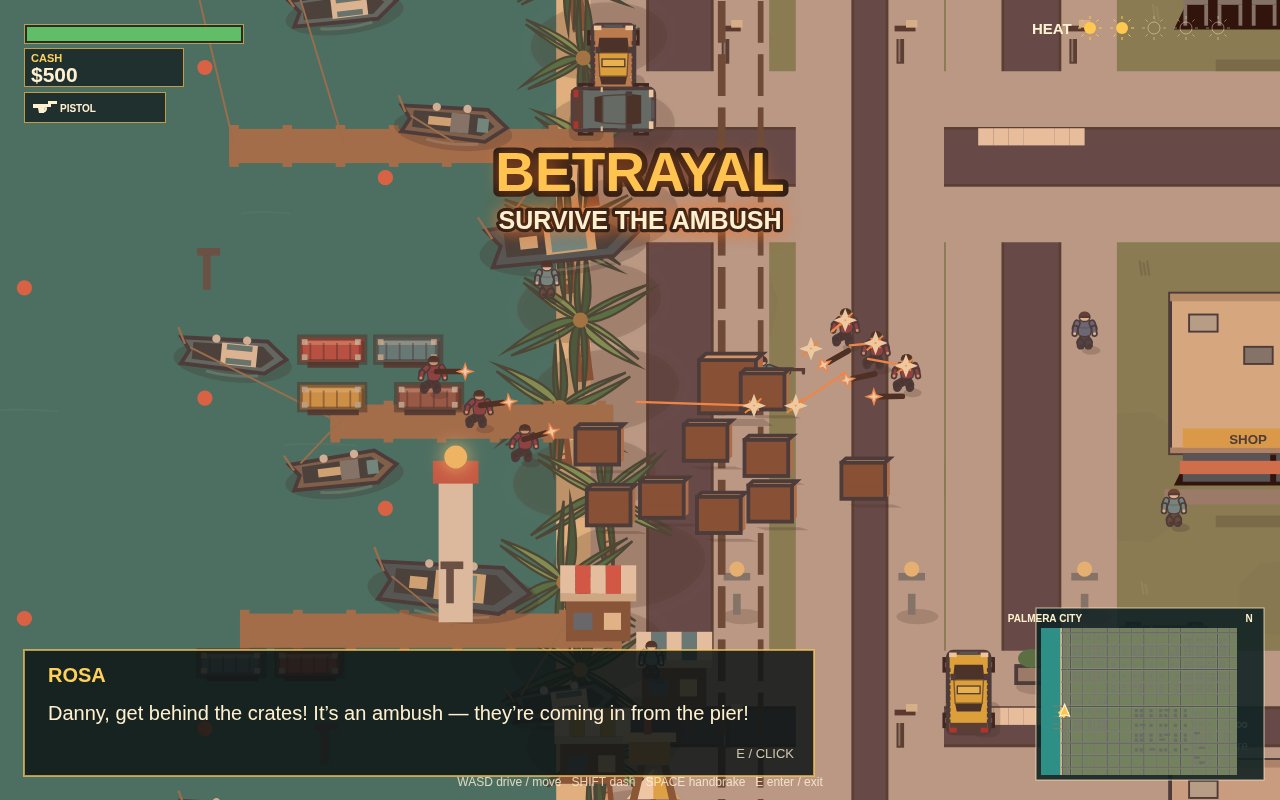 CASH
$500
PISTOL
HEAT
BETRAYAL
SURVIVE THE AMBUSH
SHOP
PALMERA CITY
N
ROSA
Danny, get behind the crates! It’s an ambush — they’re coming in from the pier!
E / CLICK
WASD drive / move SHIFT dash SPACE handbrake E enter / exit